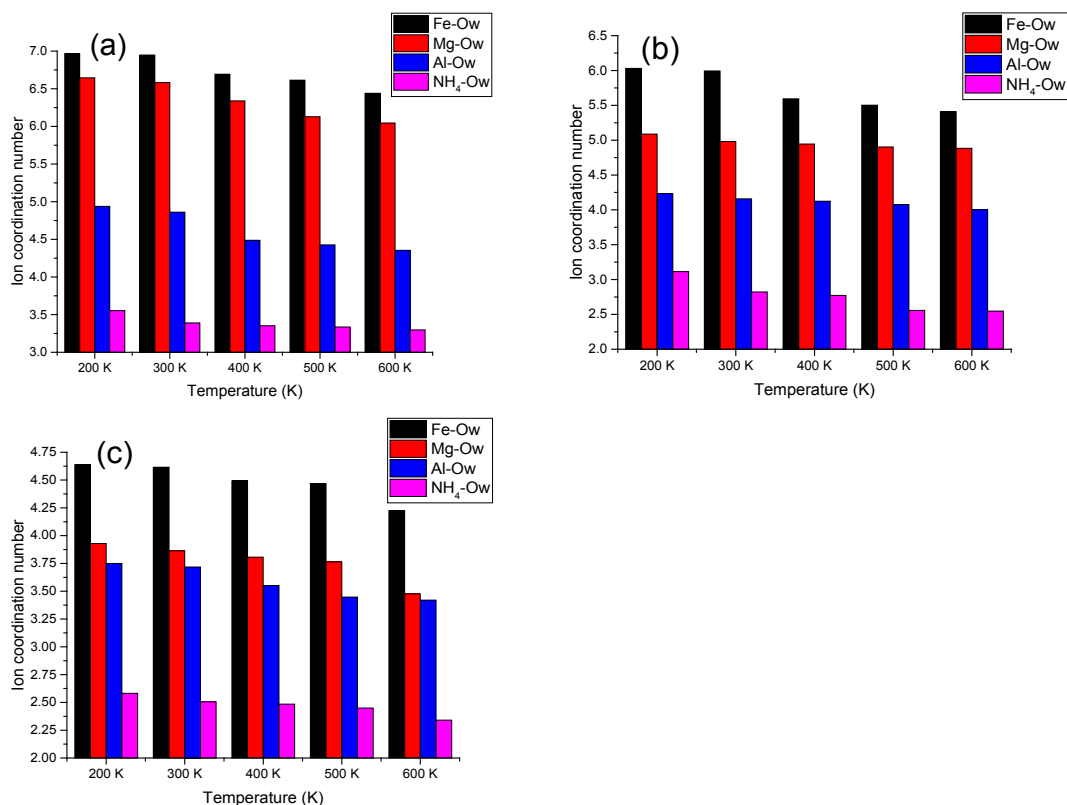 (a)
Fe-Ow
Mg-Ow
Al-Ow
NH₄-Ow
Ion coordination number
7.0
6.5
6.0
5.5
5.0
4.5
4.0
3.5
3.0
200 K 300 K 400 K 500 K 600 K
Temperature (K)
(b)
Fe-Ow
Mg-Ow
Al-Ow
NH₄-Ow
Ion coordination number
6.5
6.0
5.5
5.0
4.5
4.0
3.5
3.0
2.5
2.0
200 K 300 K 400 K 500 K 600 K
Temperature (K)
(c)
Fe-Ow
Mg-Ow
Al-Ow
NH₄-Ow
Ion coordination number
4.75
4.50
4.25
4.00
3.75
3.50
3.25
3.00
2.75
2.50
2.25
2.00
200 K 300 K 400 K 500 K 600 K
Temperature (K)